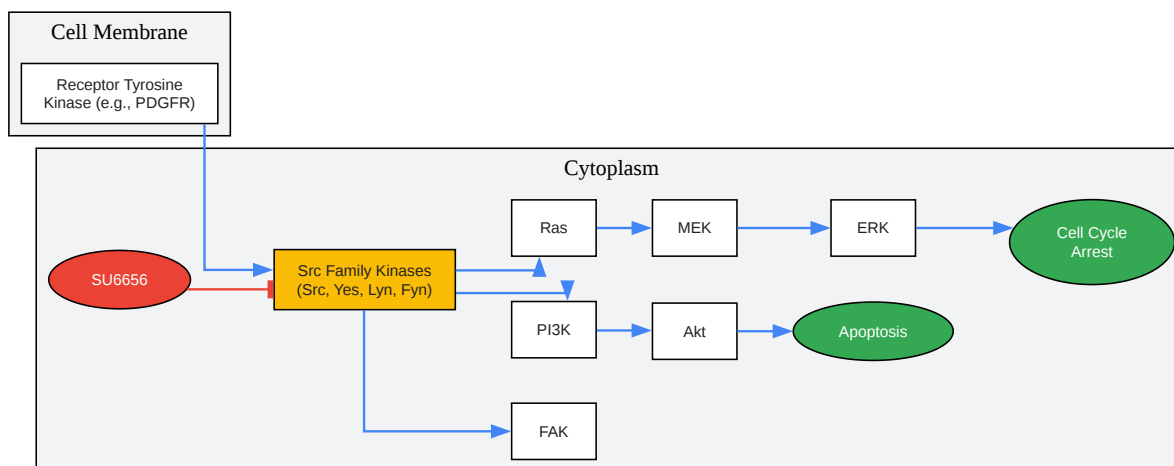 Cell Membrane
Receptor Tyrosine
Kinase (e.g., PDGFR)
Cytoplasm
Ras
MEK
ERK
Cell Cycle
Arrest
SU6656
Src Family Kinases
(Src, Yes, Lyn, Fyn)
PI3K
Akt
Apoptosis
FAK